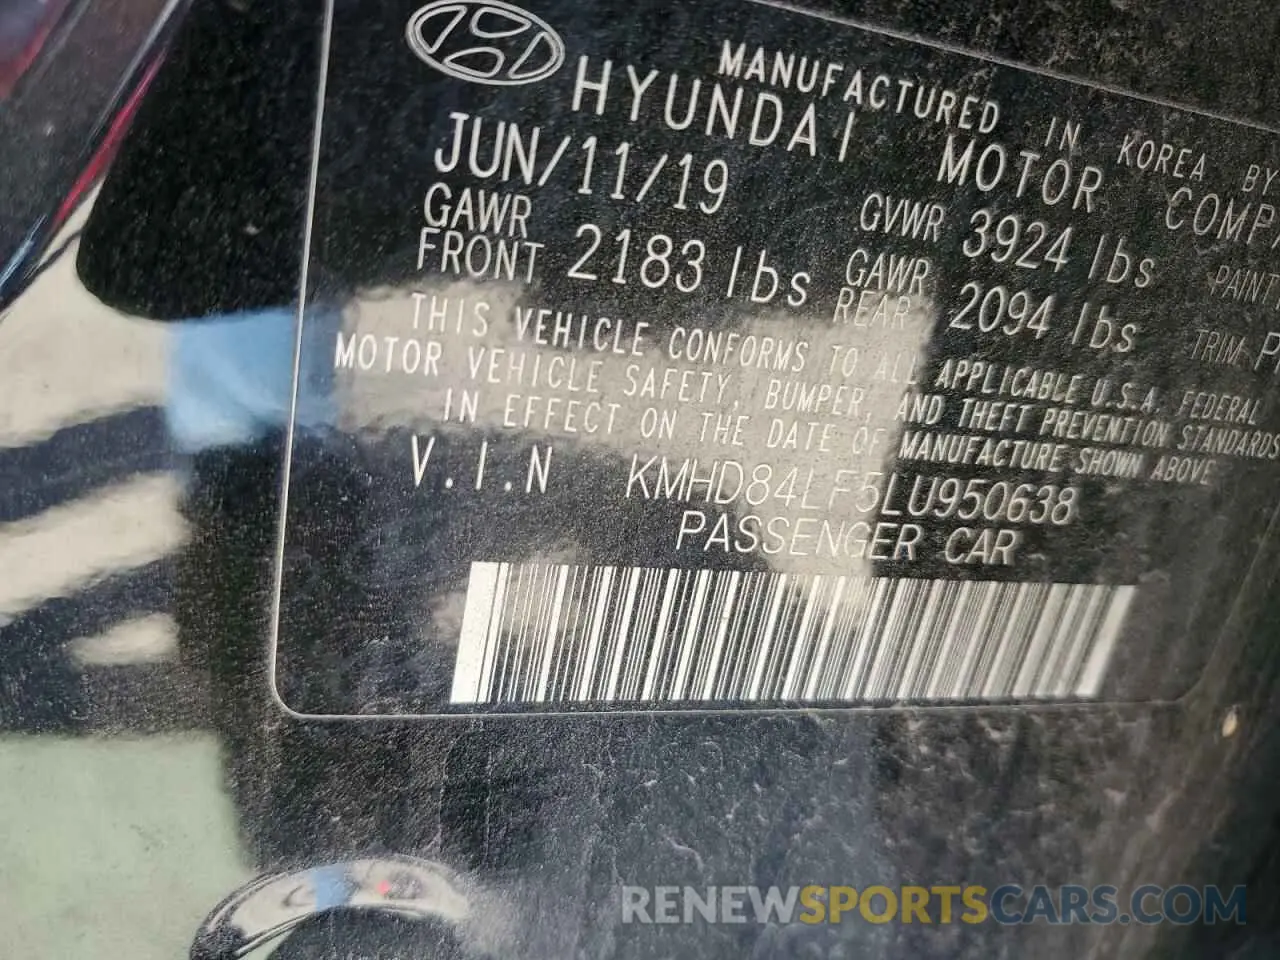 MANUFACTURED IN KOREA BY
HYUNDAI MOTOR
JUN/11/19 GVWR 3924 lbs
GAWR FRONT 2183 lbs GAWR REAR 2094 lbs
PAINT
TRIM
THIS VEHICLE CONFORMS TO ALL APPLICABLE U.S.A. FEDERAL
MOTOR VEHICLE SAFETY, BUMPER, AND THEFT PREVENTION STANDARDS
IN EFFECT ON THE DATE OF MANUFACTURE SHOWN ABOVE
V.I.N KMHD84LF5LU950638
PASSENGER CAR
RENEWSPORTSCARS.COM